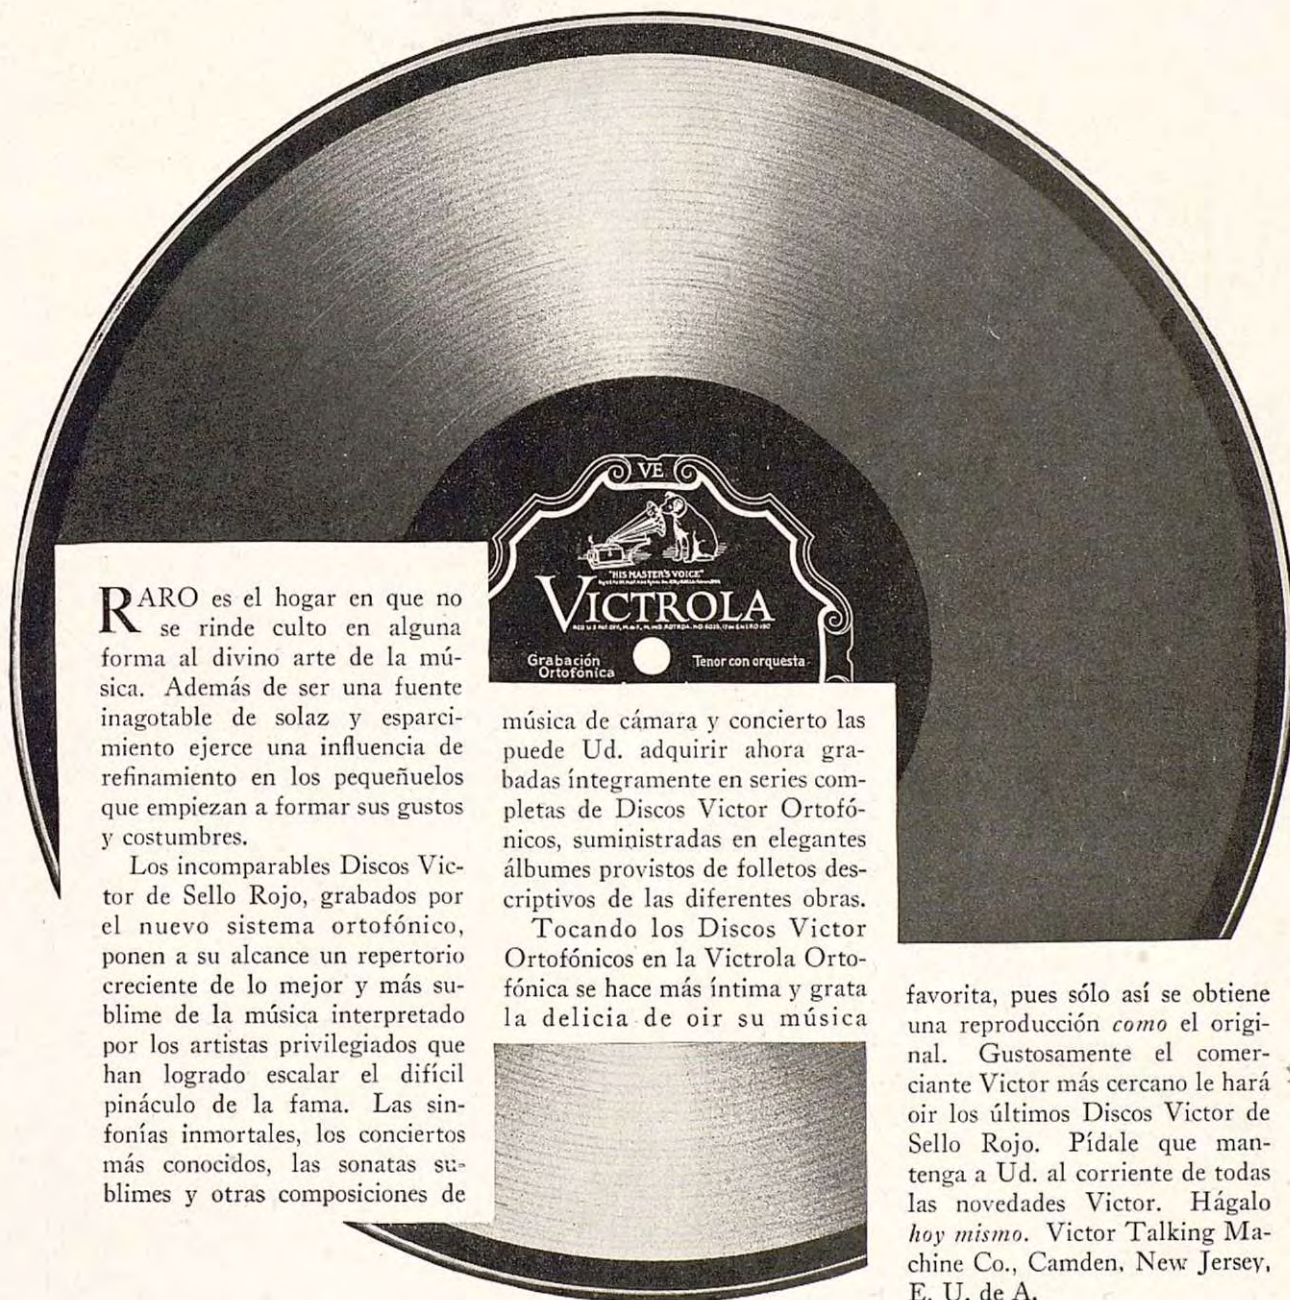 VE
"HIS MASTER'S VOICE"
VICTROLA
Grabación
Ortofónica
Tenor con orquesta
RARO es el hogar en que no
se rinde culto en alguna
forma al divino arte de la mú-
sica. Además de ser una fuente
inagotable de solaz y esparci-
miento ejerce una influencia de
refinamiento en los pequeñuelos
que empiezan a formar sus gustos
y costumbres.
Los incomparables Discos Vic-
tor de Sello Rojo, grabados por
el nuevo sistema ortofónico,
ponen a su alcance un repertorio
creciente de lo mejor y más su-
blime de la música interpretado
por los artistas privilegiados que
han logrado escalar el difícil
pináculo de la fama. Las sin-
fonías inmortales, los conciertos
más conocidos, las sonatas su-
blimes y otras composiciones de
música de cámara y concierto las
puede Ud. adquirir ahora gra-
badas íntegramente en series com-
pletas de Discos Victor Ortofó-
nicos, suministradas en elegantes
álbumes provistos de folletos des-
criptivos de las diferentes obras.
Tocando los Discos Victor
Ortofónicos en la Victrola Orto-
fónica se hace más íntima y grata
la delicia de oir su música
favorita, pues sólo así se obtiene
una reproducción como el origi-
nal. Gustosamente el comer-
ciante Victor más cercano le hará
oir los últimos Discos Victor de
Sello Rojo. Pídale que man-
tenga a Ud. al corriente de todas
las novedades Victor. Hágalo
hoy mismo. Victor Talking Ma-
chine Co., Camden, New Jersey,
E. U. de A.